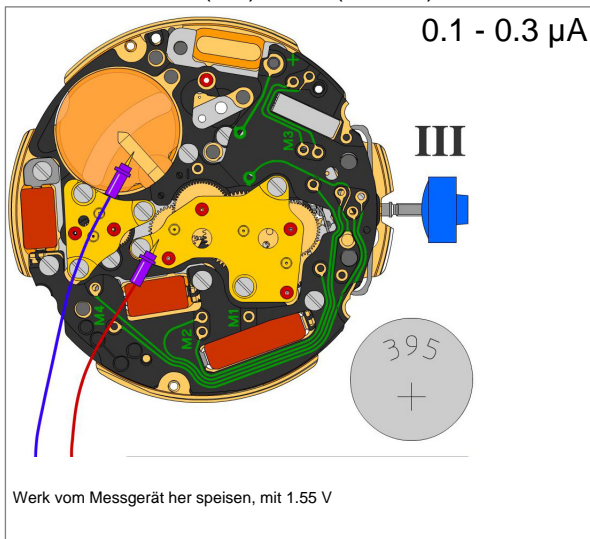 0.1 - 0.3 µA
+
M3
III
M4
M2
M1
395
+
Werk vom Messgerät her speisen, mit 1.55 V